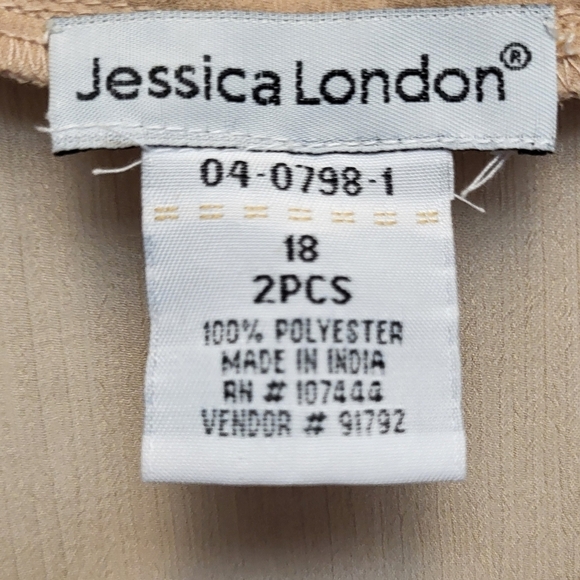 Jessica London®
04-0798-1
18
2PCS
100% POLYESTER
MADE IN INDIA
RN # 107444
VENDOR # 91792